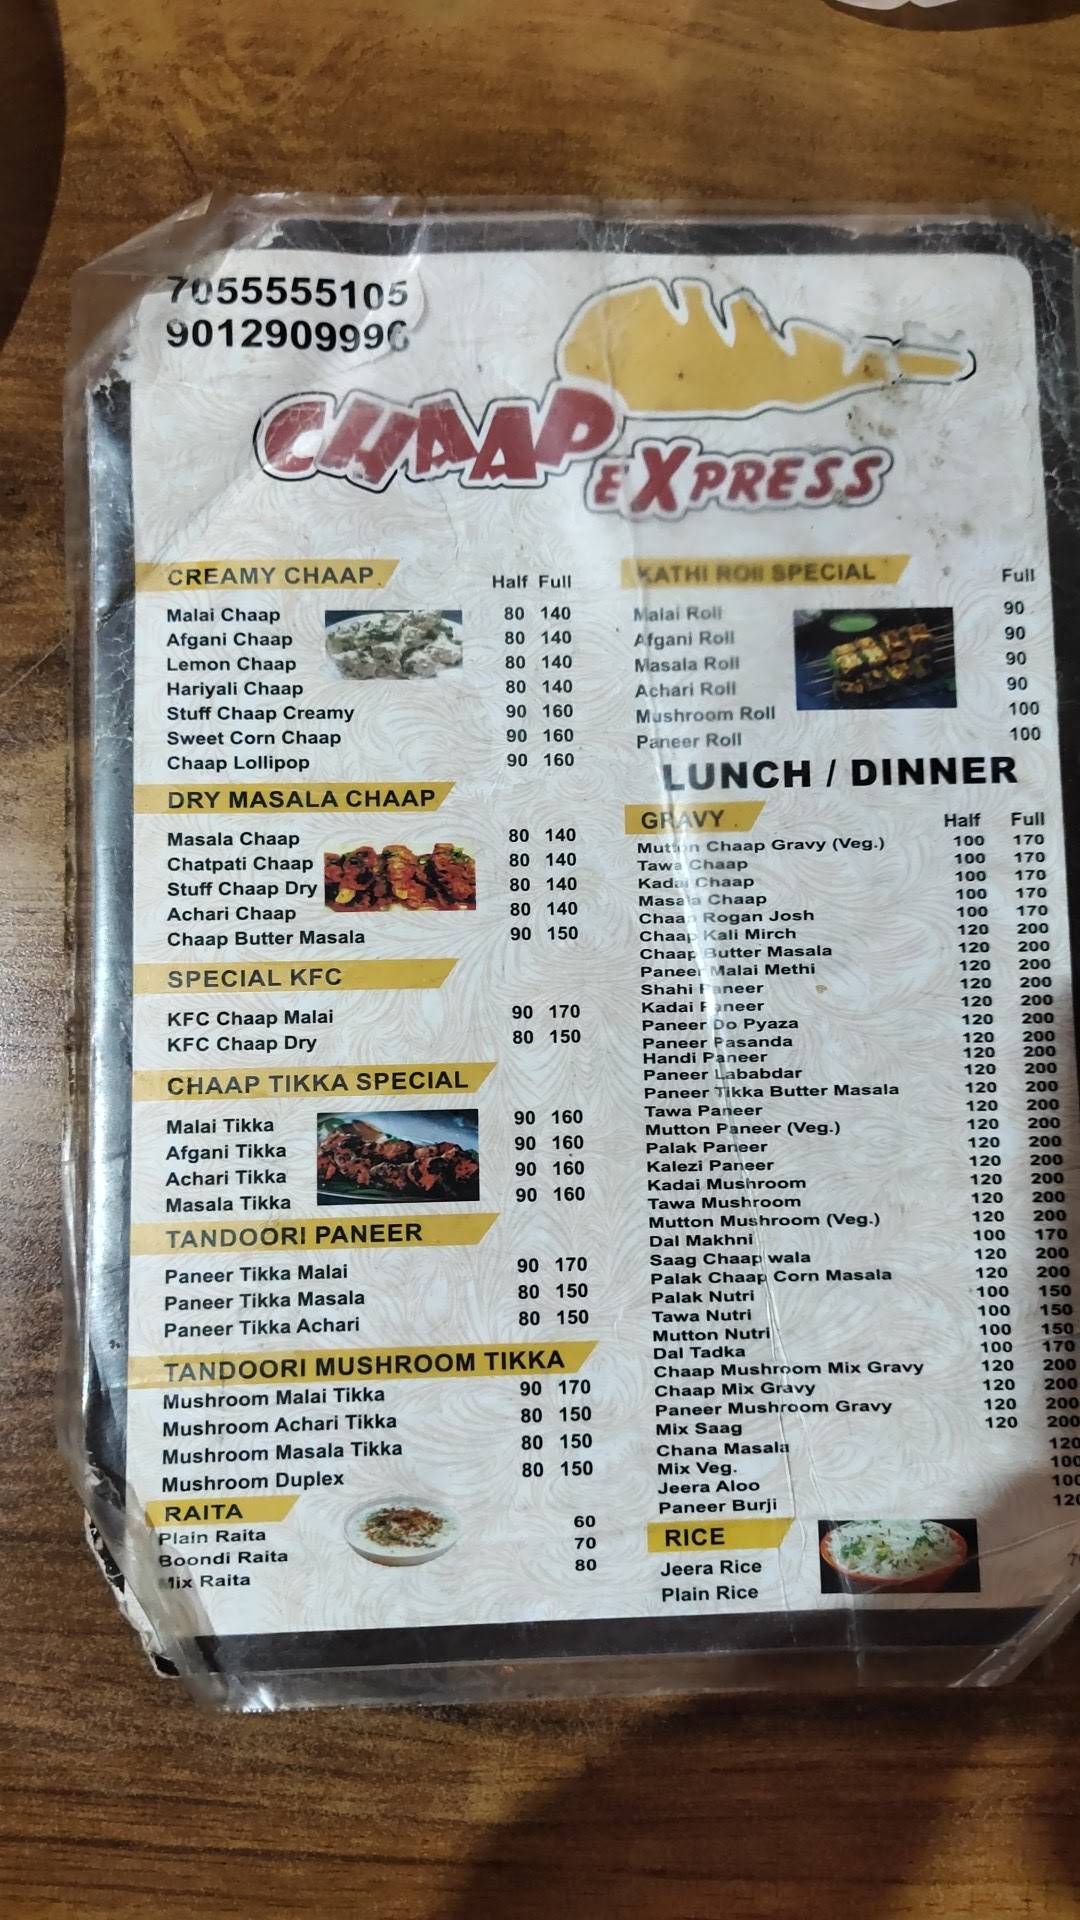 7055555105
9012909996
CHAAP
EXPRESS
CREAMY CHAAP Half Full
Malai Chaap 80 140
Afgani Chaap 80 140
Lemon Chaap 80 140
Hariyali Chaap 80 140
Stuff Chaap Creamy 90 160
Sweet Corn Chaap 90 160
Chaap Lollipop 90 160
DRY MASALA CHAAP
Masala Chaap 80 140
Chatpati Chaap 80 140
Stuff Chaap Dry 80 140
Achari Chaap 80 140
Chaap Butter Masala 90 150
SPECIAL KFC
KFC Chaap Malai 90 170
KFC Chaap Dry 80 150
CHAAP TIKKA SPECIAL
Malai Tikka 90 160
Afgani Tikka 90 160
Achari Tikka 90 160
Masala Tikka 90 160
TANDOORI PANEER
Paneer Tikka Malai 90 170
Paneer Tikka Masala 80 150
Paneer Tikka Achari 80 150
TANDOORI MUSHROOM TIKKA
Mushroom Malai Tikka 90 170
Mushroom Achari Tikka 80 150
Mushroom Masala Tikka 80 150
Mushroom Duplex 80 150
RAITA
Plain Raita 60
Boondi Raita 70
Mix Raita 80
KATHI Roll SPECIAL Full
Malai Roll 90
Afgani Roll 90
Masala Roll 90
Achari Roll 90
Mushroom Roll 100
Paneer Roll 100
LUNCH / DINNER
GRAVY Half Full
Mutton Chaap Gravy (Veg.) 100 170
Tawa Chaap 100 170
Kadai Chaap 100 170
Masala Chaap 100 170
Chaap Rogan Josh 100 170
Chaap Kali Mirch 120 200
Chaap Butter Masala 120 200
Paneer Malai Methi 120 200
Shahi Paneer 120 200
Kadai Paneer 120 200
Paneer Do Pyaza 120 200
Paneer Pasanda 120 200
Handi Paneer 120 200
Paneer Lababdar 120 200
Paneer Tikka Butter Masala 120 200
Tawa Paneer 120 200
Mutton Paneer (Veg.) 120 200
Palak Paneer 120 200
Kalezi Paneer 120 200
Kadai Mushroom 120 200
Tawa Mushroom 120 200
Mutton Mushroom (Veg.) 120 200
Dal Makhni 100 170
Saag Chaap wala 120 200
Palak Chaap Corn Masala 120 200
Palak Nutri 100 150
Tawa Nutri 100 150
Mutton Nutri 100 150
Dal Tadka 100 170
Chaap Mushroom Mix Gravy 120 200
Chaap Mix Gravy 120 200
Paneer Mushroom Gravy 120 200
Mix Saag 120 200
Chana Masala 120
Mix Veg. 100
Jeera Aloo 100
Paneer Burji 120
RICE
Jeera Rice
Plain Rice